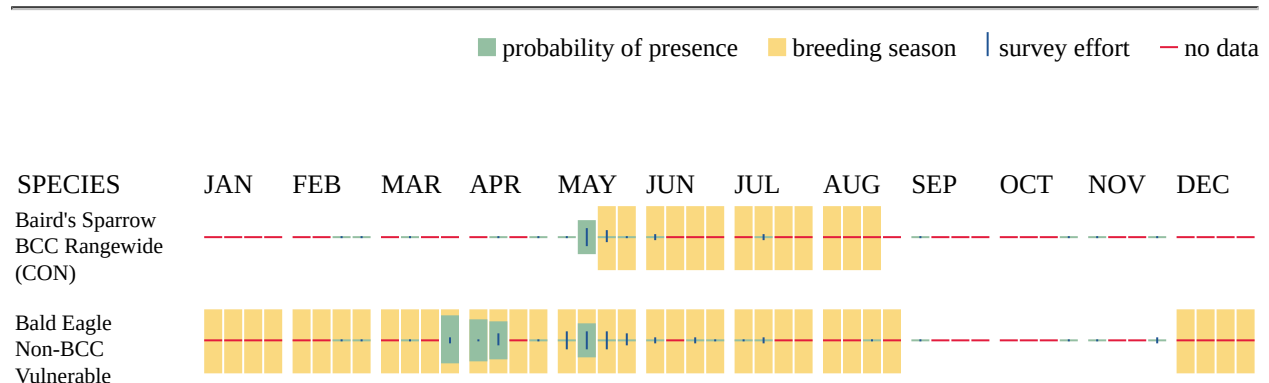 probability of presence breeding season survey effort no data
SPECIES JAN FEB MAR APR MAY JUN JUL AUG SEP OCT NOV DEC
Baird's Sparrow
BCC Rangewide
(CON)
Bald Eagle
Non-BCC
Vulnerable